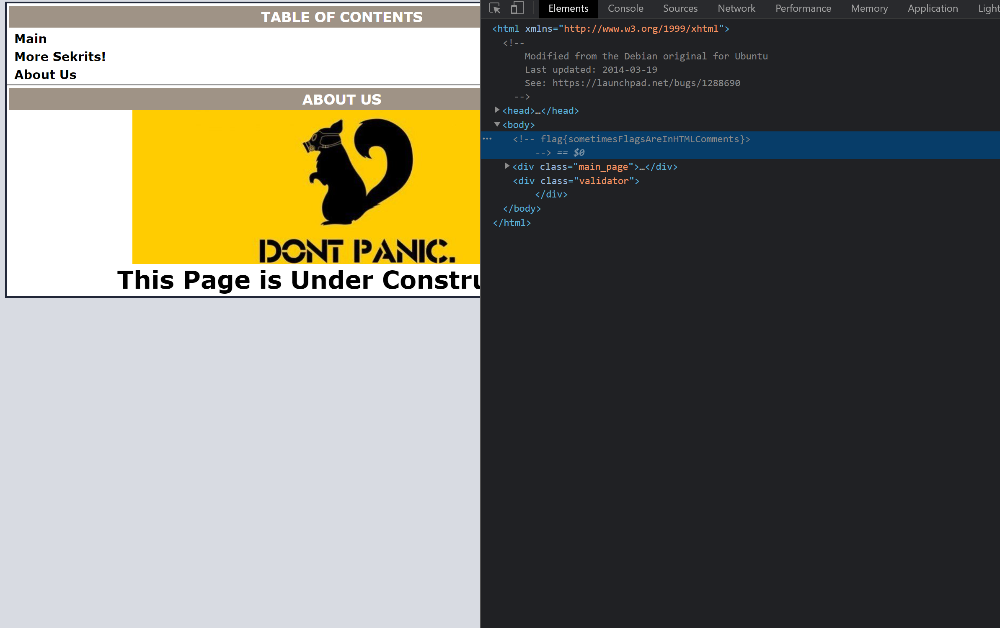 TABLE OF CONTENTS
Main
More Sekrits!
About Us
ABOUT US
DONT PANIC.
This Page is Under Constru
Elements Console Sources Network Performance Memory Application Light
<html xmlns="http://www.w3.org/1999/xhtml">
<!--
Modified from the Debian original for Ubuntu
Last updated: 2014-03-19
See: https://launchpad.net/bugs/1288690
-->
<head>…</head>
<body>
<!-- flag{sometimesFlagsAreInHTMLComments}>
--> == $0
<div class="main_page">…</div>
<div class="validator">
</div>
</body>
</html>